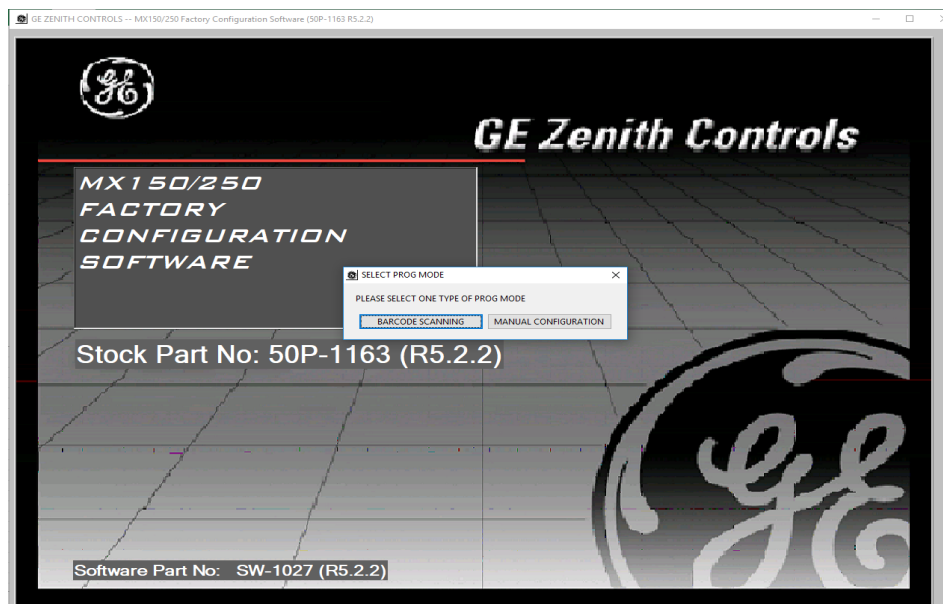 GE ZENITH CONTROLS -- MX150/250 Factory Configuration Software (50P-1163 R5.2.2)
GE
GE Zenith Controls
MX150/250
FACTORY
CONFIGURATION
SOFTWARE
SELECT PROG MODE
PLEASE SELECT ONE TYPE OF PROG MODE
BARCODE SCANNING MANUAL CONFIGURATION
Stock Part No: 50P-1163 (R5.2.2)
GE
Software Part No: SW-1027 (R5.2.2)